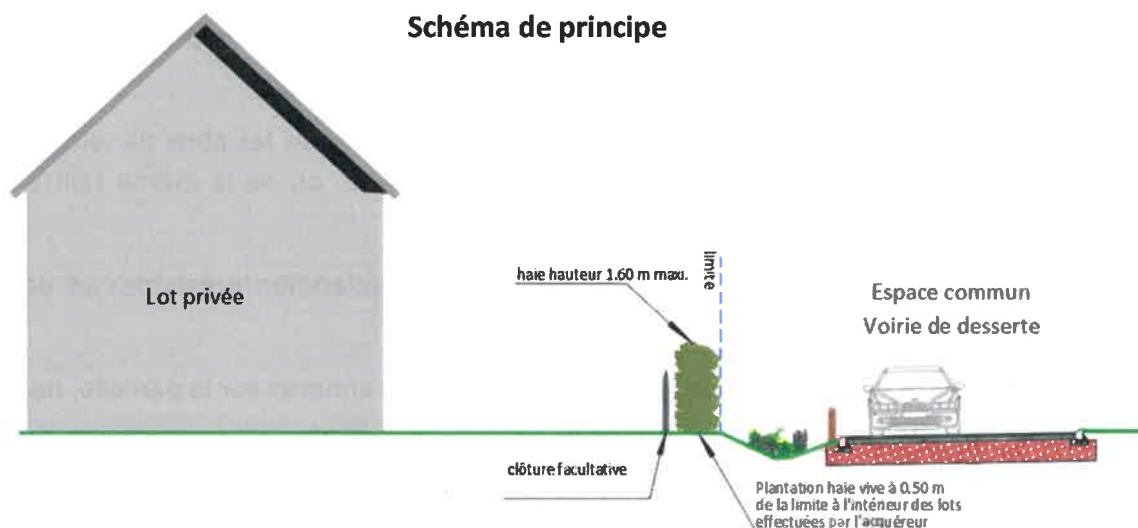 Schéma de principe
haie hauteur 1.60 m maxi.
limite
Lot privée
Espace commun
Voirie de desserte
clôture facultative
Plantation haie vive à 0.50 m
de la limite à l'intérieur des lots
effectuées par l'acquéreur